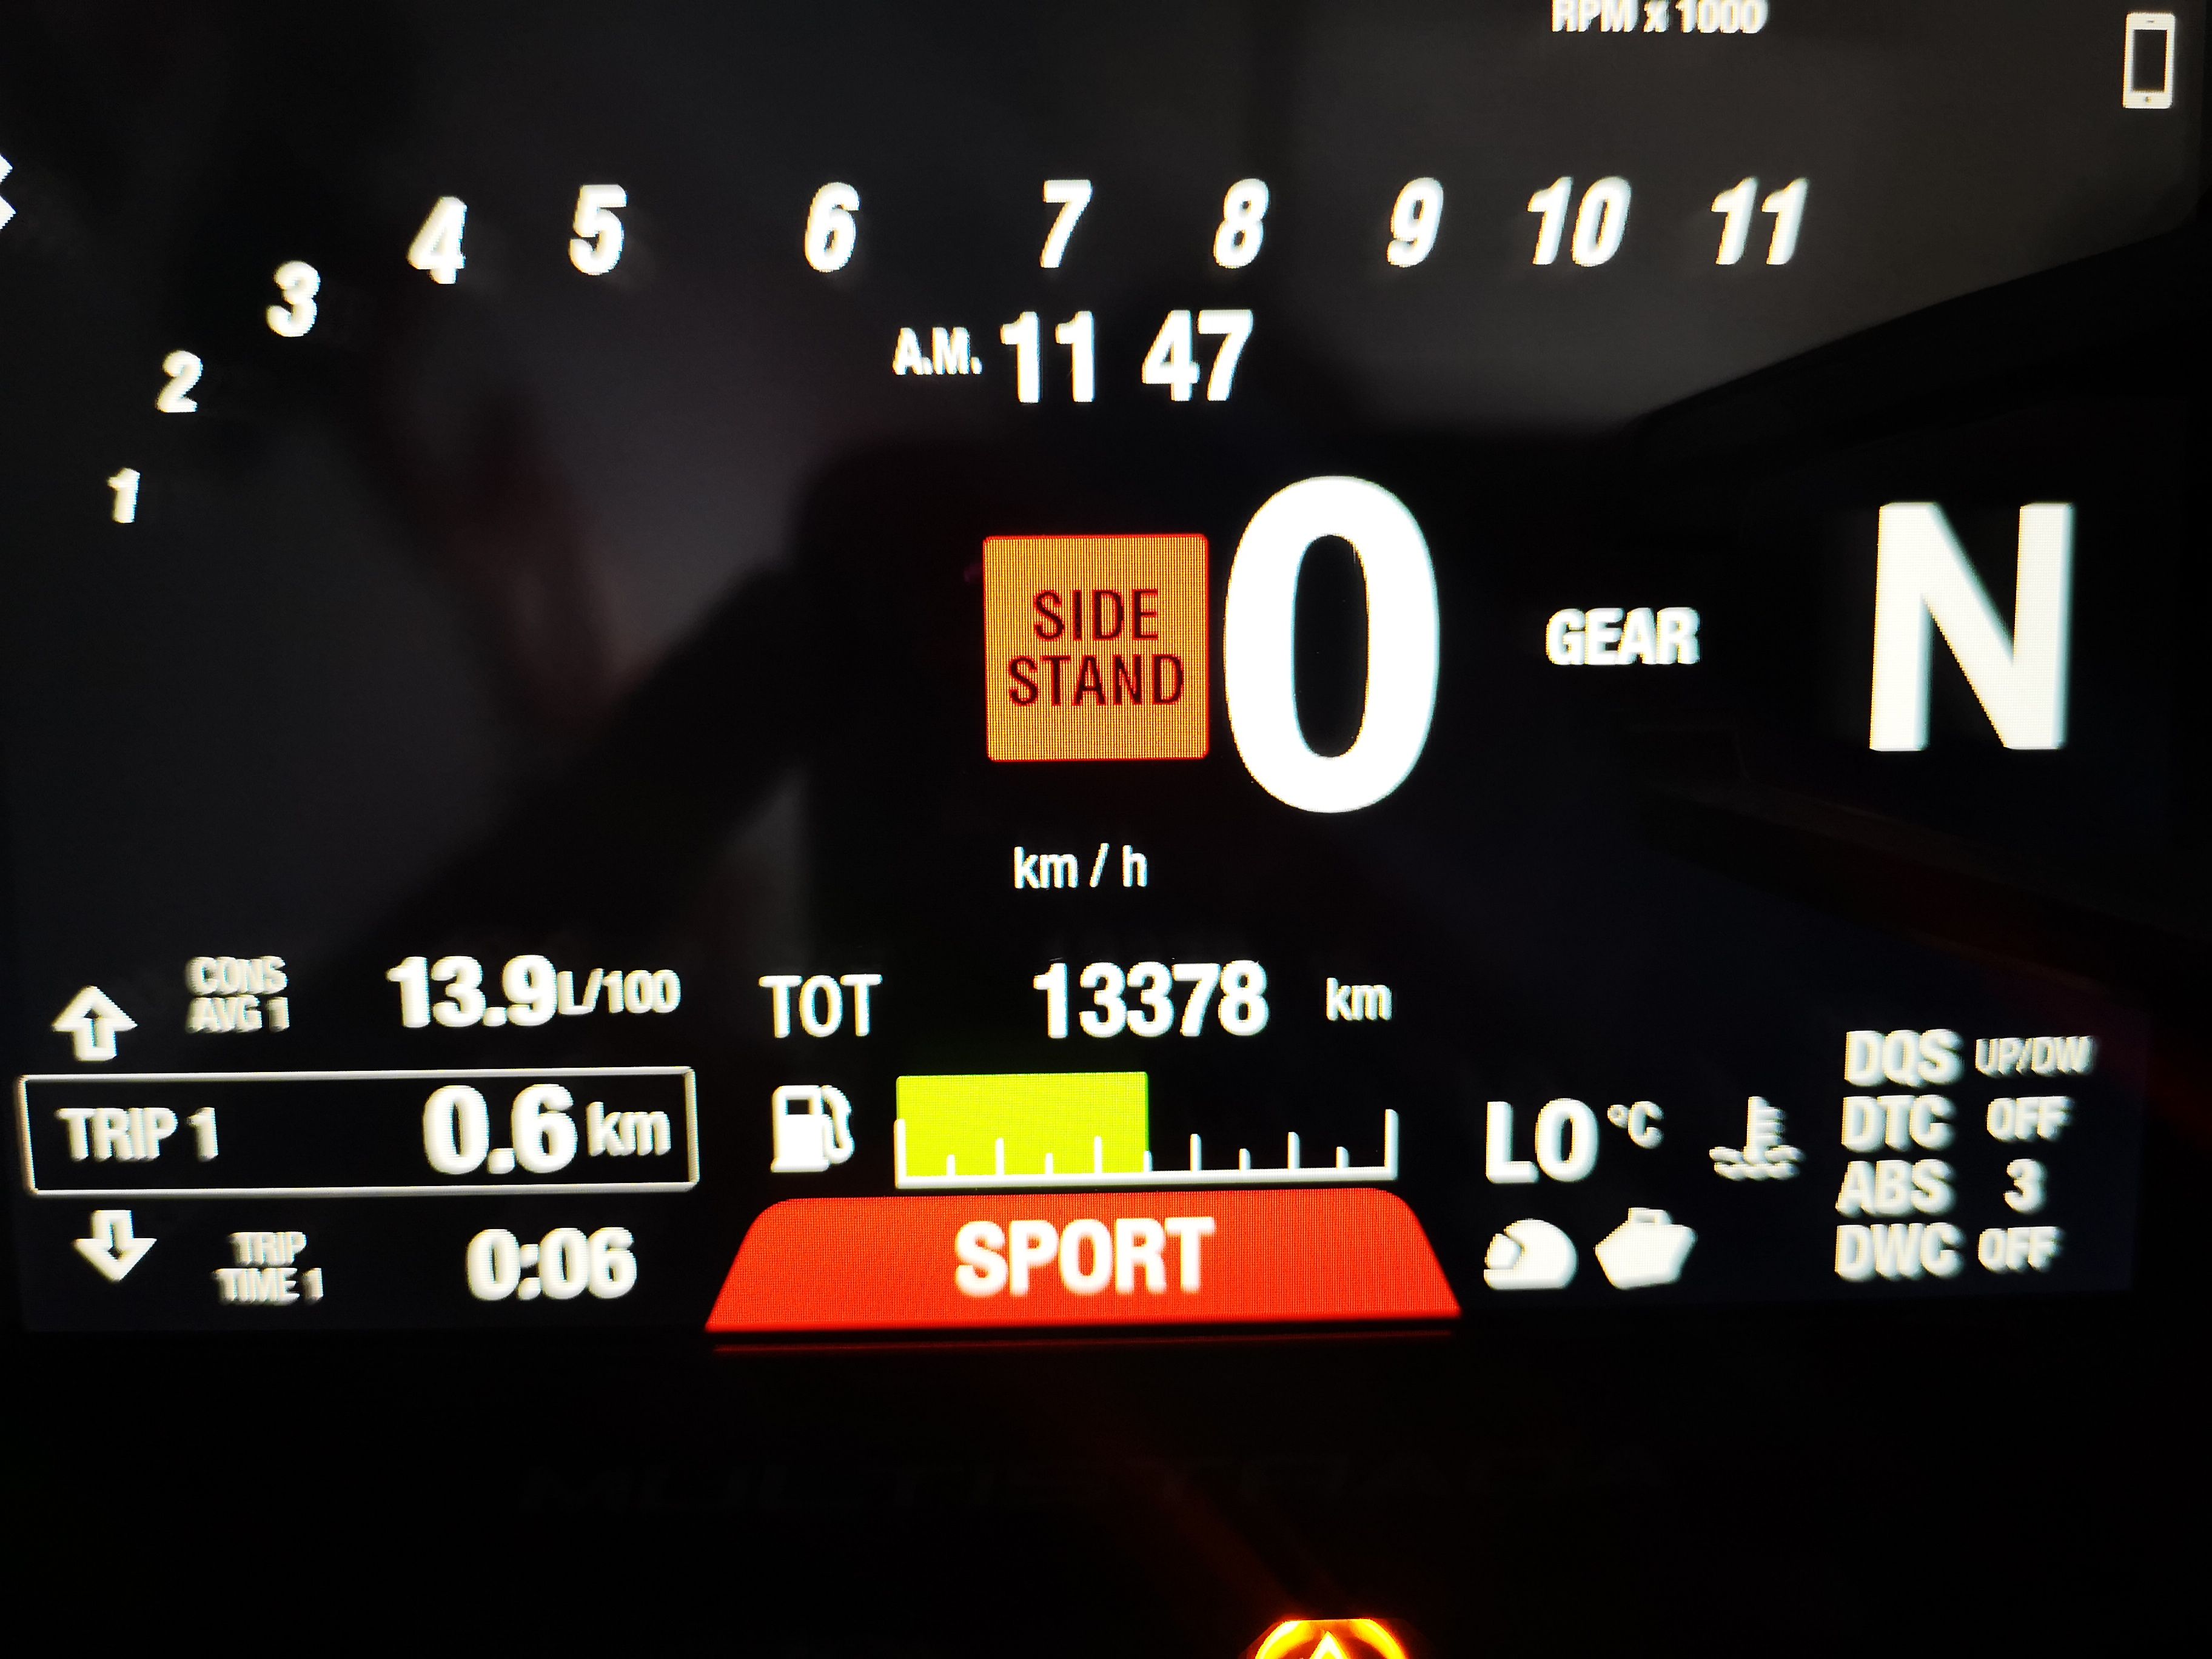 RPM x 1000
1 2 3 4 5 6 7 8 9 10 11
A.M. 11 47
SIDE
STAND
0
GEAR N
km / h
CONS
AVG 1
13.9 L/100
TOT 13378 km
TRIP 1 0.6 km
TRIP
TIME 1
0:06
SPORT
LO °C
DQS UP/DW
DTC OFF
ABS 3
DWC OFF
MULTISTRADA